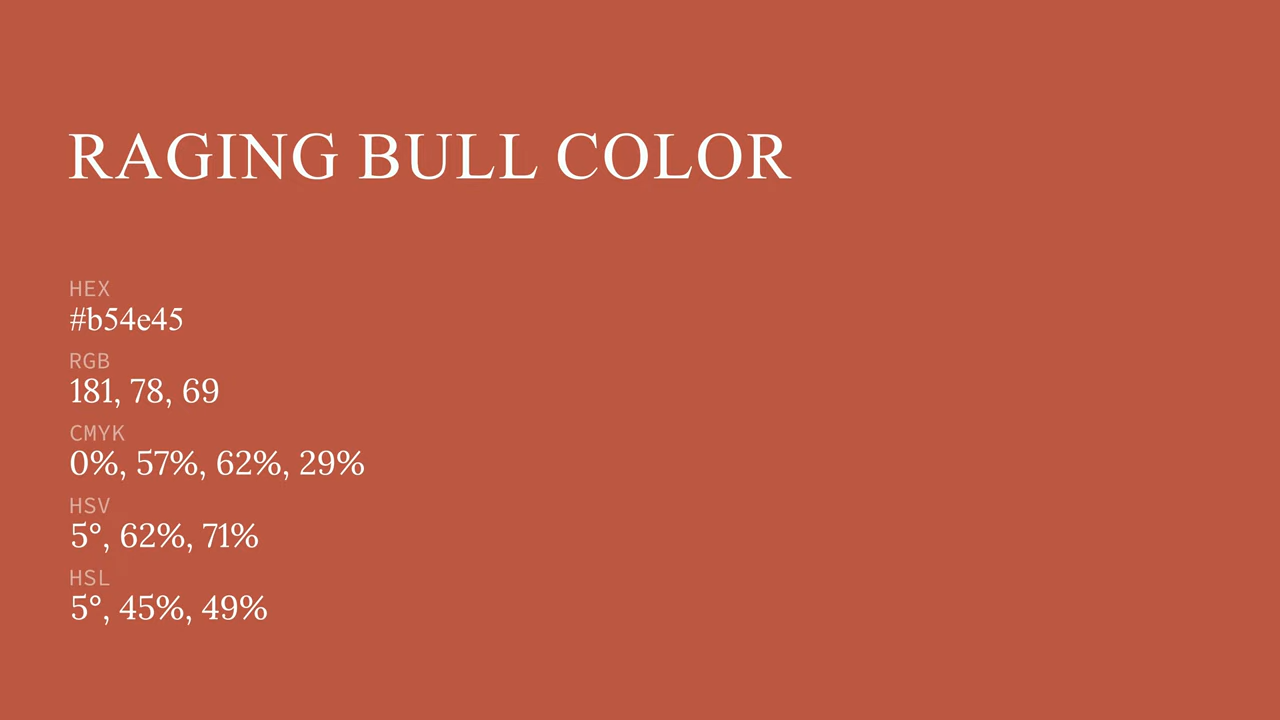 RAGING BULL COLOR
HEX
#b54e45
RGB
181, 78, 69
CMYK
0%, 57%, 62%, 29%
HSV
5°, 62%, 71%
HSL
5°, 45%, 49%